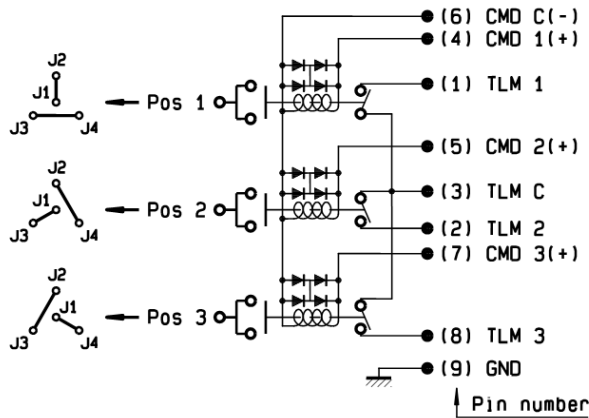 (6) CMD C(-)
(4) CMD 1(+)
J2
J1
J3 J4
Pos 1
(1) TLM 1
(5) CMD 2(+)
J2
J1
J3 J4
Pos 2
(3) TLM C
(2) TLM 2
(7) CMD 3(+)
J2
J1
J3 J4
Pos 3
(8) TLM 3
(9) GND
Pin number